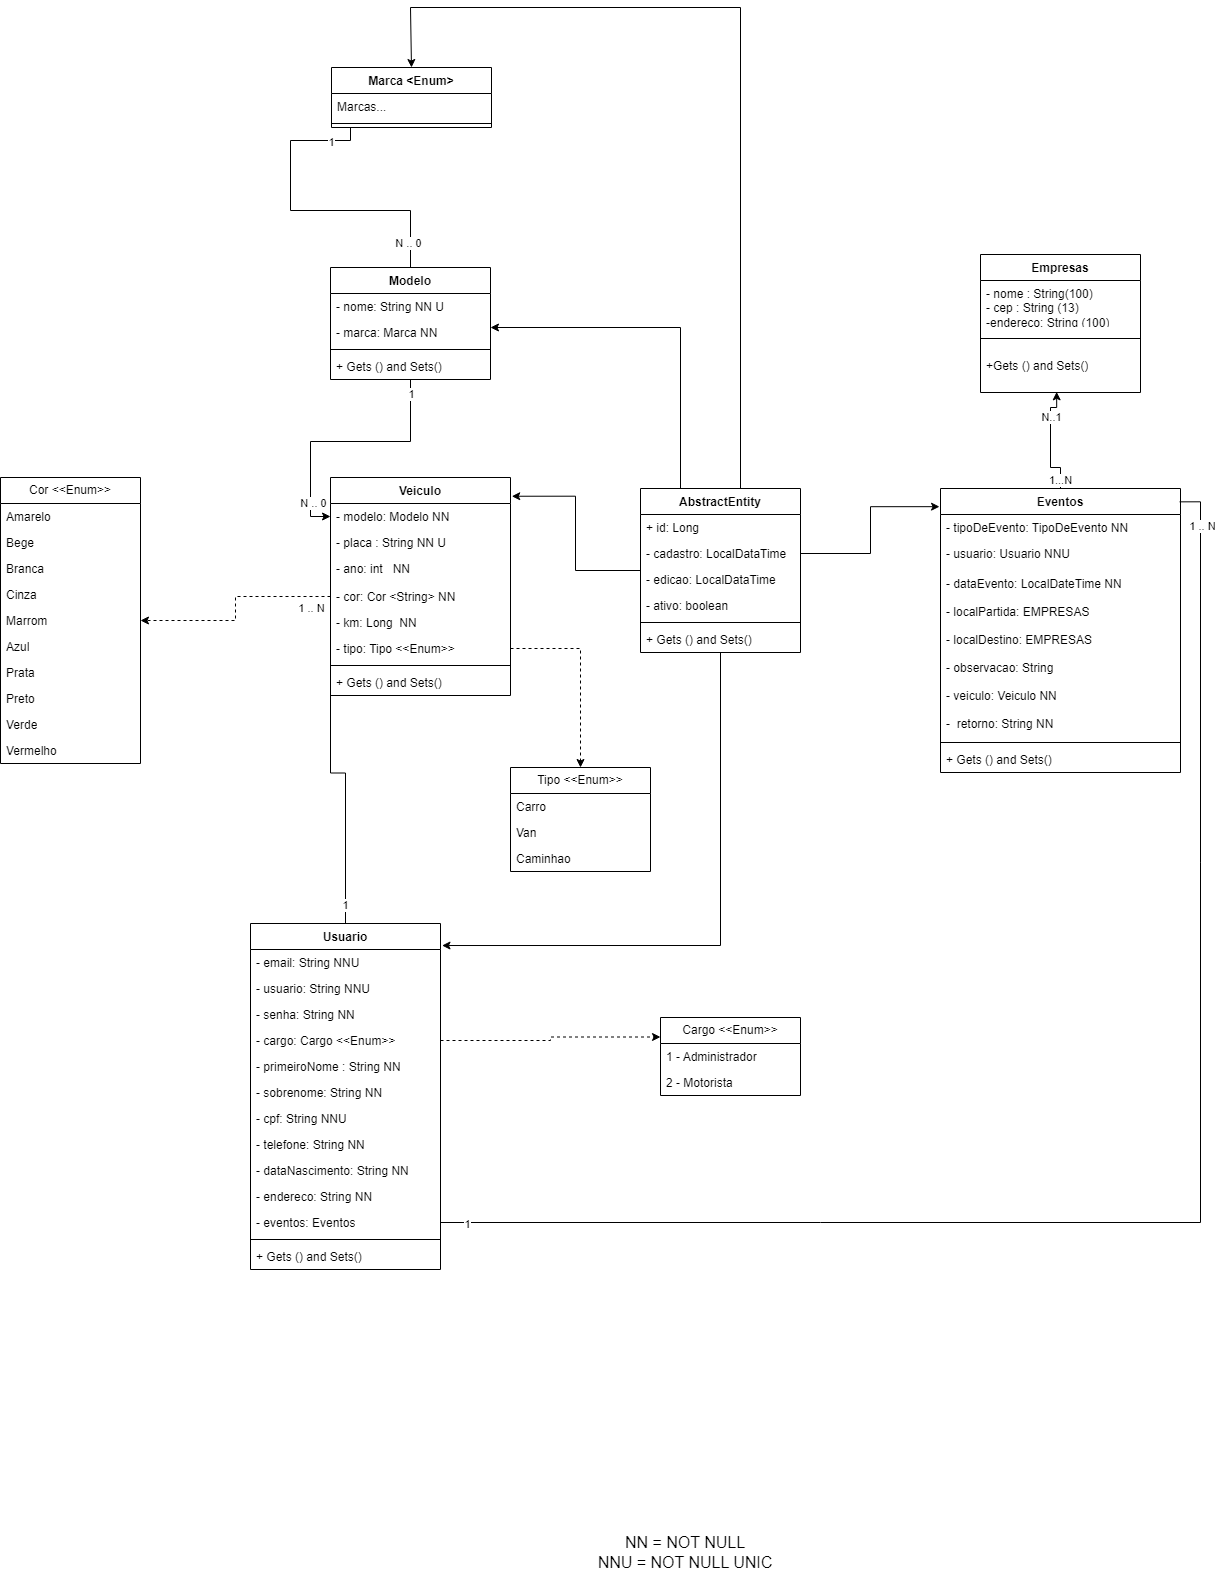 Marca <Enum>
Marcas...
1
N .. 0
Modelo
- nome: String NN U
- marca: Marca NN
+ Gets () and Sets()
1
Empresas
- nome : String(100)
- cep : String (13)
-endereco: String (100)
+Gets () and Sets()
N..1
1...N
Cor <<Enum>>
Amarelo
Bege
Branca
Cinza
Marrom
Azul
Prata
Preto
Verde
Vermelho
N .. 0
1 .. N
Veiculo
- modelo: Modelo NN
- placa : String NN U
- ano: int NN
- cor: Cor <String> NN
- km: Long NN
- tipo: Tipo <<Enum>>
+ Gets () and Sets()
AbstractEntity
+ id: Long
- cadastro: LocalDataTime
- edicao: LocalDataTime
- ativo: boolean
+ Gets () and Sets()
Eventos
- tipoDeEvento: TipoDeEvento NN
- usuario: Usuario NNU
- dataEvento: LocalDateTime NN
- localPartida: EMPRESAS
- localDestino: EMPRESAS
- observacao: String
- veiculo: Veiculo NN
- retorno: String NN
+ Gets () and Sets()
1 .. N
Tipo <<Enum>>
Carro
Van
Caminhao
1
Usuario
- email: String NNU
- usuario: String NNU
- senha: String NN
- cargo: Cargo <<Enum>>
- primeiroNome : String NN
- sobrenome: String NN
- cpf: String NNU
- telefone: String NN
- dataNascimento: String NN
- endereco: String NN
- eventos: Eventos
+ Gets () and Sets()
Cargo <<Enum>>
1 - Administrador
2 - Motorista
1
NN = NOT NULL
NNU = NOT NULL UNIC